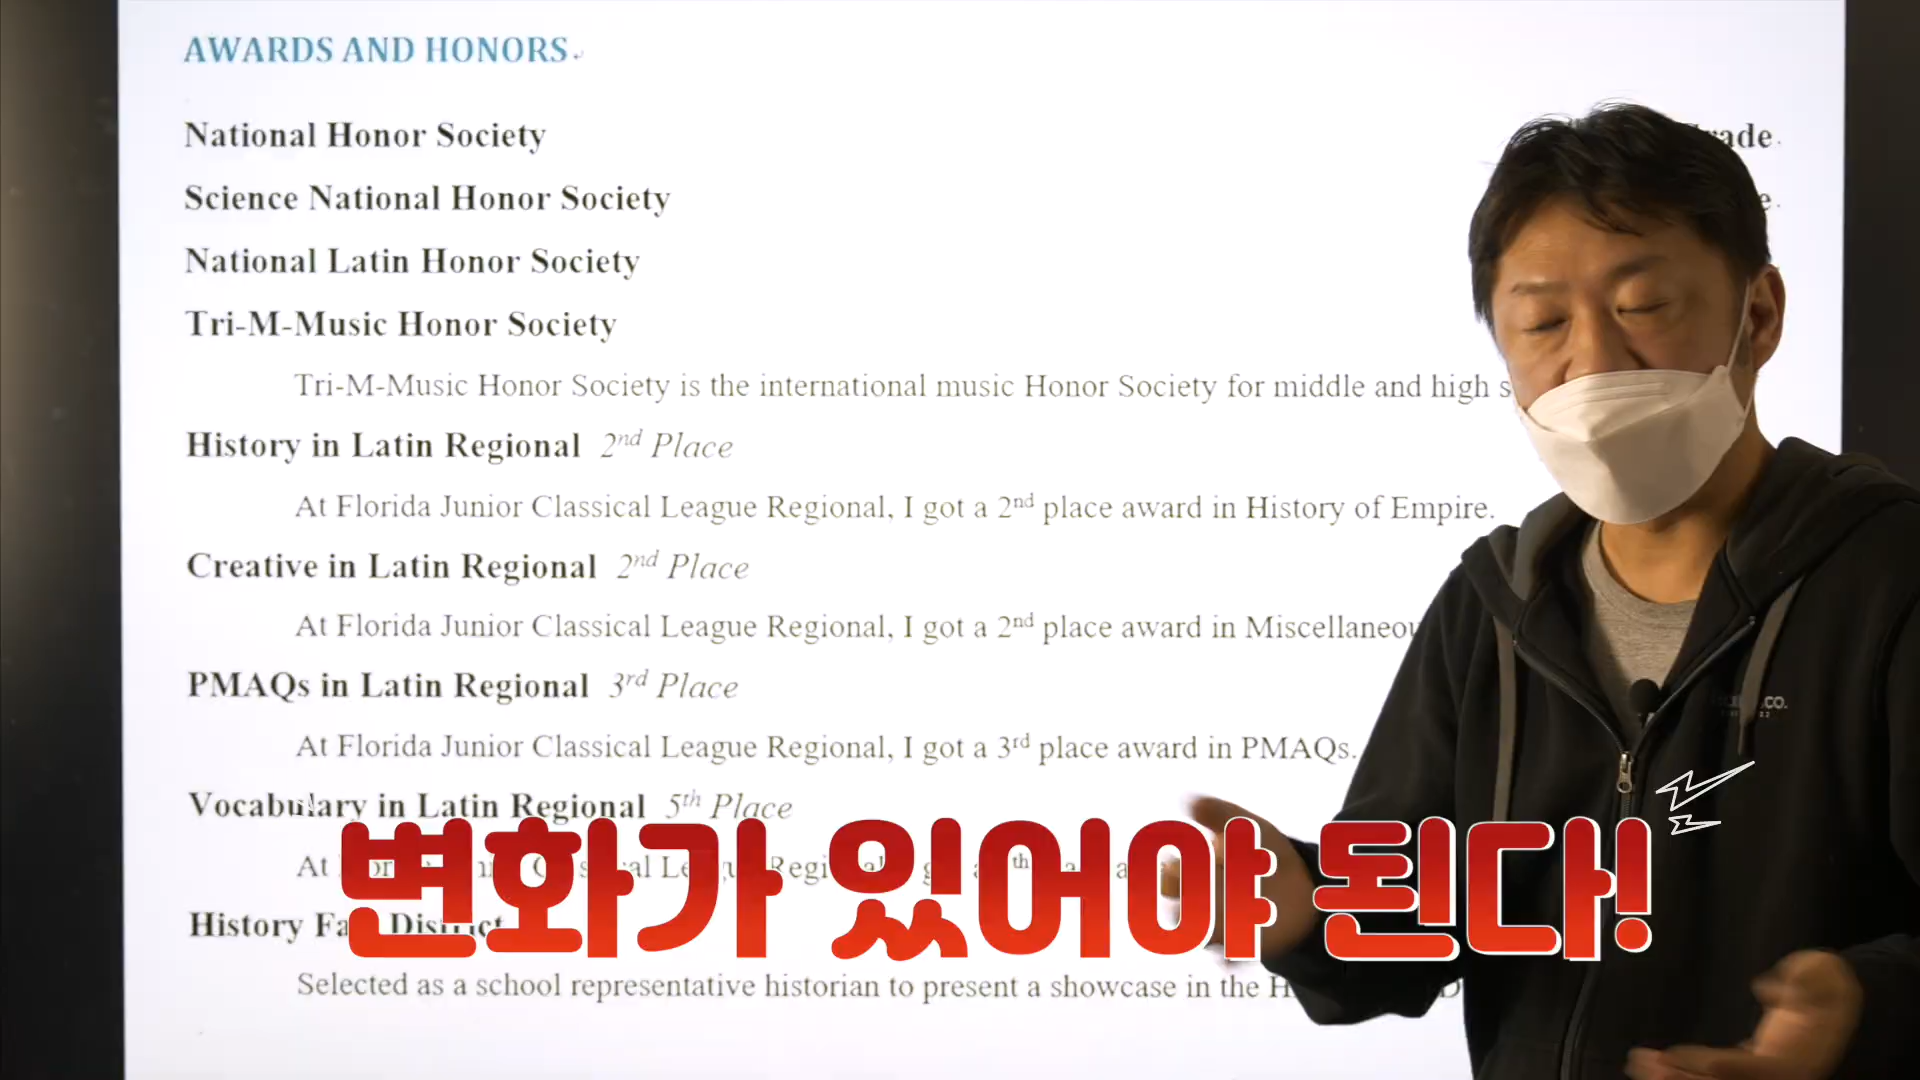 AWARDS AND HONORS
National Honor Society
Science National Honor Society
National Latin Honor Society
Tri-M-Music Honor Society
Tri-M-Music Honor Society is the international music Honor Society for middle and high
History in Latin Regional 2nd Place
At Florida Junior Classical League Regional, I got a 2nd place award in History of Empire.
Creative in Latin Regional 2nd Place
At Florida Junior Classical League Regional, I got a 2nd place award in
PMAQs in Latin Regional 3rd Place
At Florida Junior Classical League Regional, I got a 3rd place award in PMAQs.
Vocabulary in Latin Regional 5th Place
변화가 있어야 된다!
At
History
Selected as a school representative historian to present a showcase in the